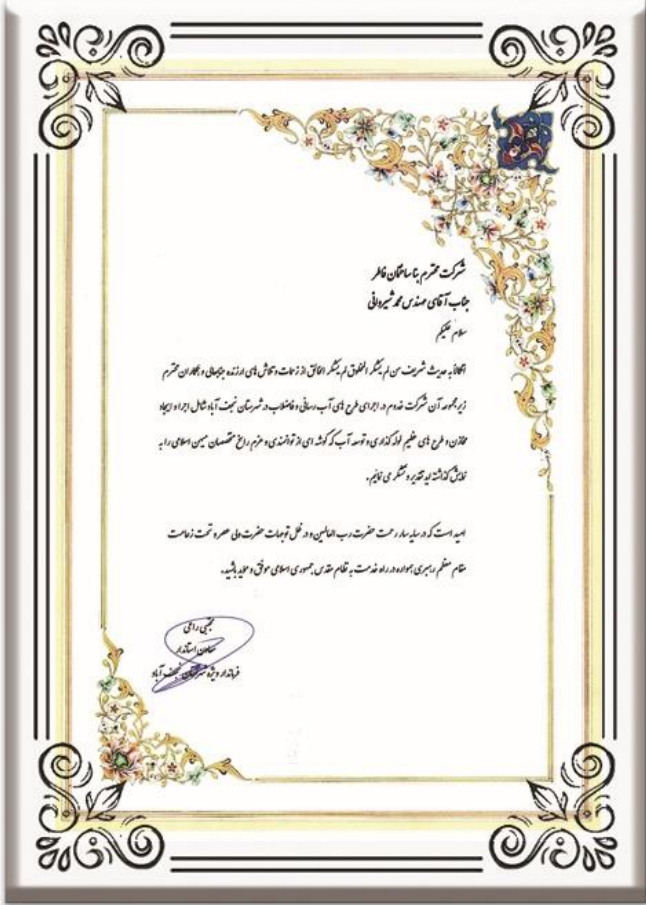 شرکت محترم بناساختمان فاطر
جناب آقای مهندس محمد شیروانی
سلام علیکم
اتکالاً به حدیث شریف من لم یشکر المخلوق لم یشکر الخالق از زحمات و تلاش های ارزنده جنابعالی و همکاران محترم
زیرمجموعه آن شرکت خدوم در اجرای طرح های آب رسانی و فاضلاب در شهرستان نجف آباد شامل اجرا و ایجاد
مخازن و طرح های عظیم لوله گذاری و توسعه آب که گوشه ای از توانمندی و عزم راسخ متخصصان میهن اسلامی را به
نمایش گذاشته اید تقدیر و تشکر می نمایم.
امید است که در سایه سار رحمت حضرت رب العالمین و در ظل توجهات حضرت ولی عصر و تحت زعامت
مقام معظم رهبری همواره در راه خدمت به نظام مقدس جمهوری اسلامی موفق و موید باشید.
مجتبی راعی
معاون استاندار
فرماندار ویژه شهرستان نجف آباد